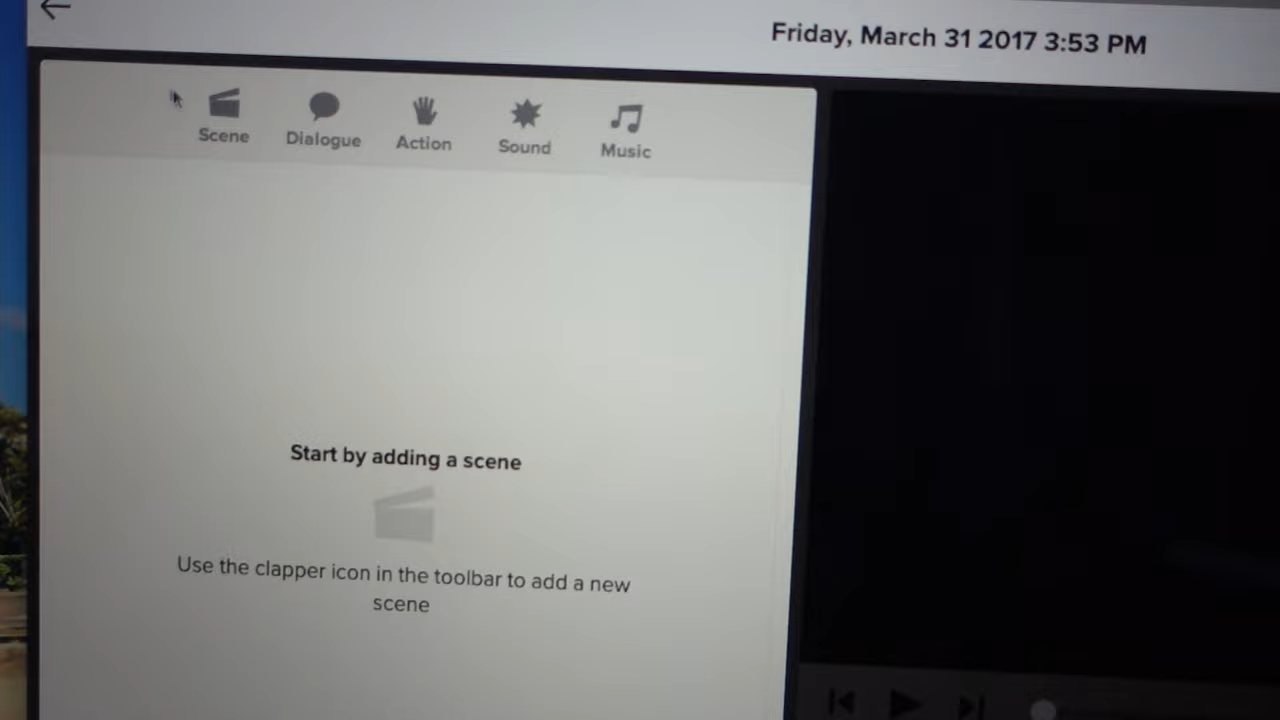 Friday, March 31 2017 3:53 PM
Scene
Dialogue
Action
Sound
Music
Start by adding a scene
Use the clapper icon in the toolbar to add a new
scene